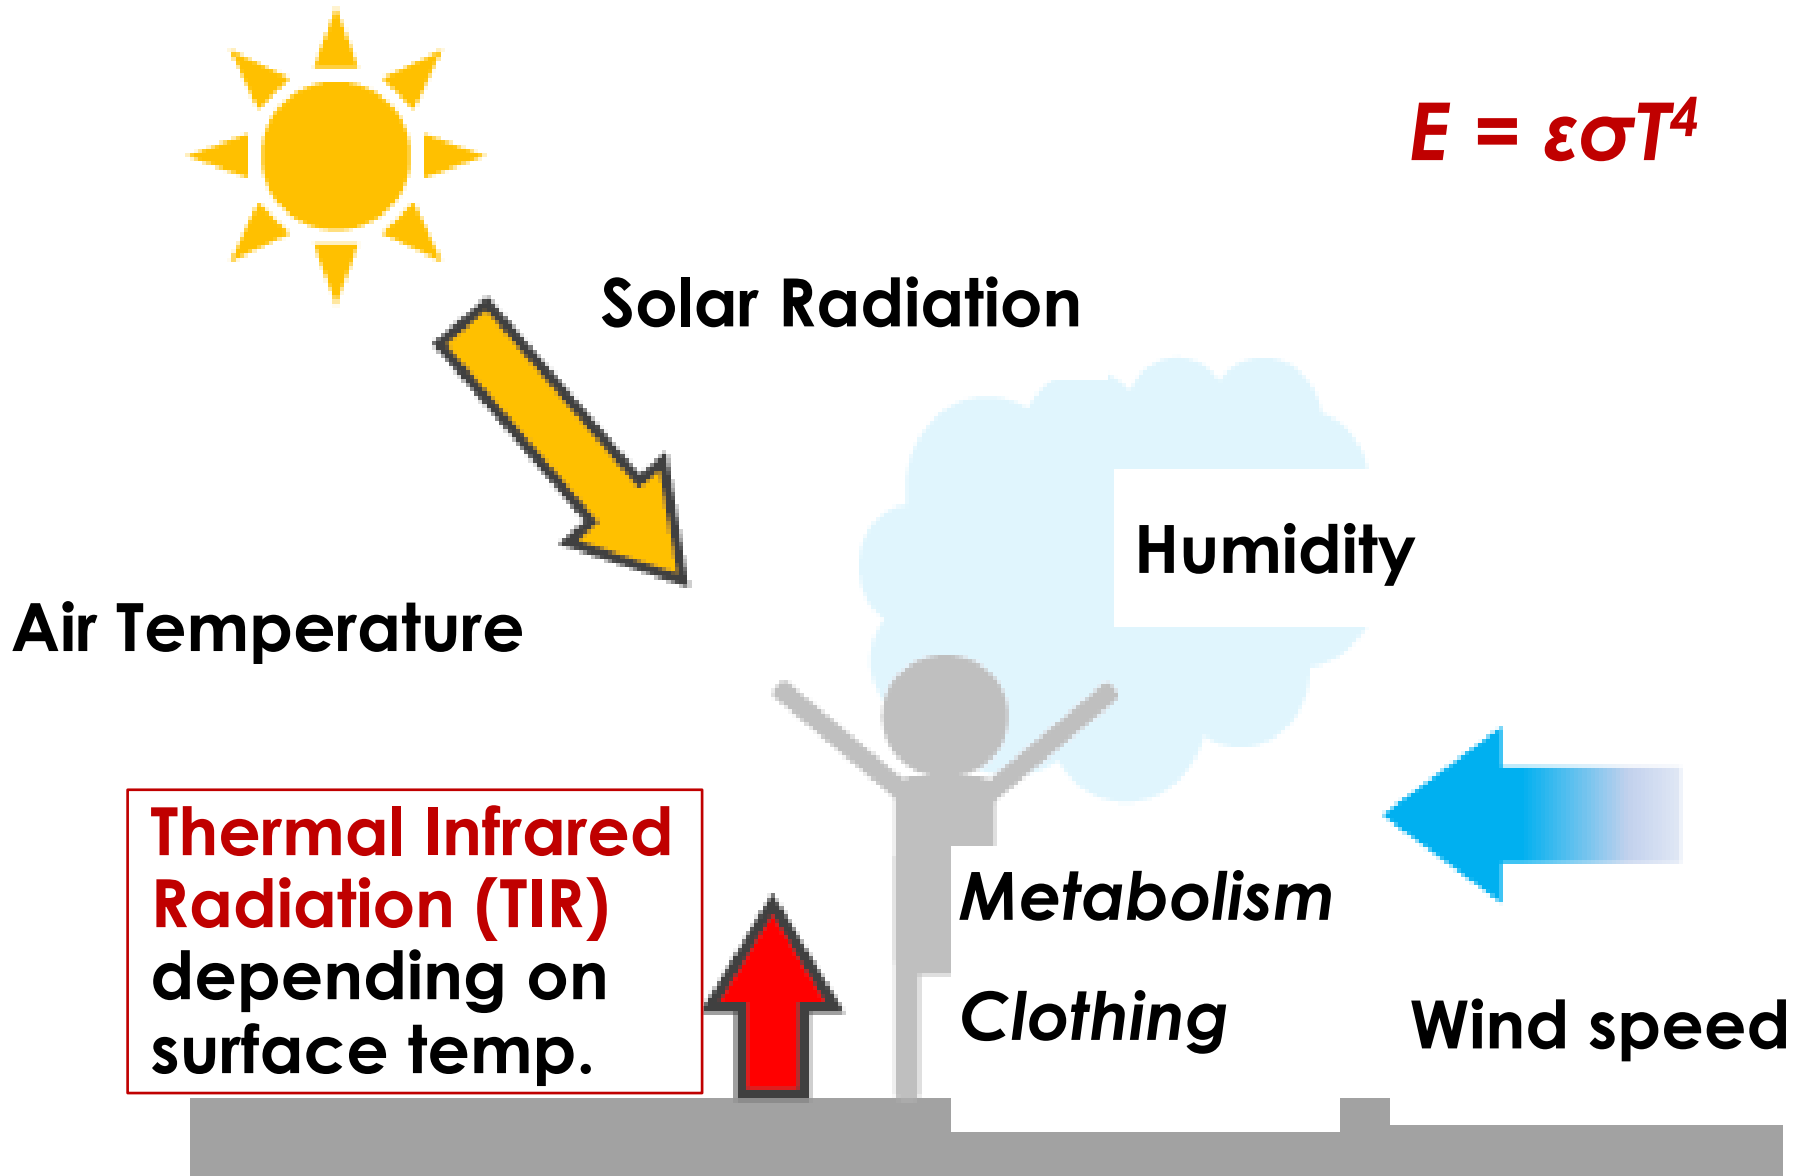 E = εσT⁴
Solar Radiation
Humidity
Air Temperature
Thermal Infrared
Radiation (TIR)
depending on
surface temp.
Metabolism
Clothing
Wind speed